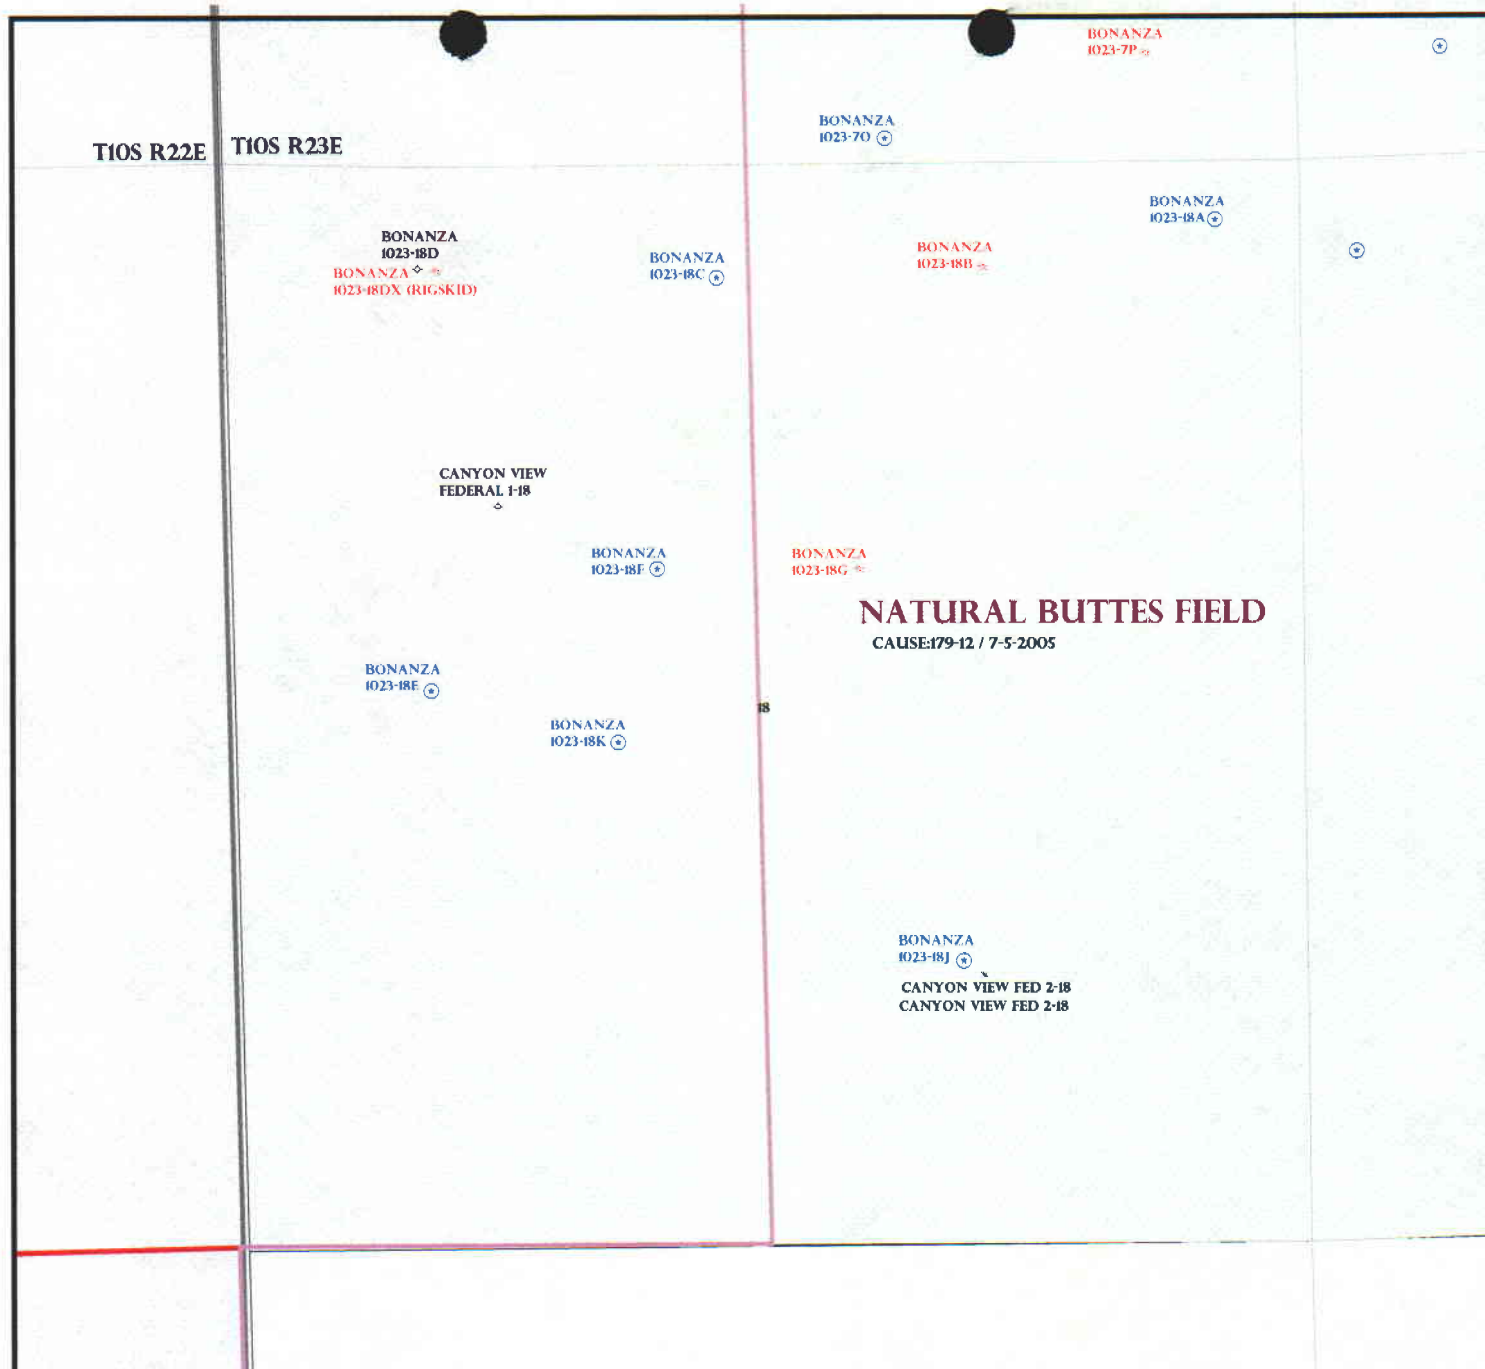 BONANZA
1023-7P
BONANZA
1023-7O
T10S R22E
T10S R23E
BONANZA
1023-18A
BONANZA
1023-18D
BONANZA
1023-18DX (RIGSKID)
BONANZA
1023-18C
BONANZA
1023-18B
CANYON VIEW
FEDERAL 1-18
BONANZA
1023-18F
BONANZA
1023-18G
NATURAL BUTTES FIELD
CAUSE:179-12 / 7-5-2005
BONANZA
1023-18E
18
BONANZA
1023-18K
BONANZA
1023-18J
CANYON VIEW FED 2-18
CANYON VIEW FED 2-18